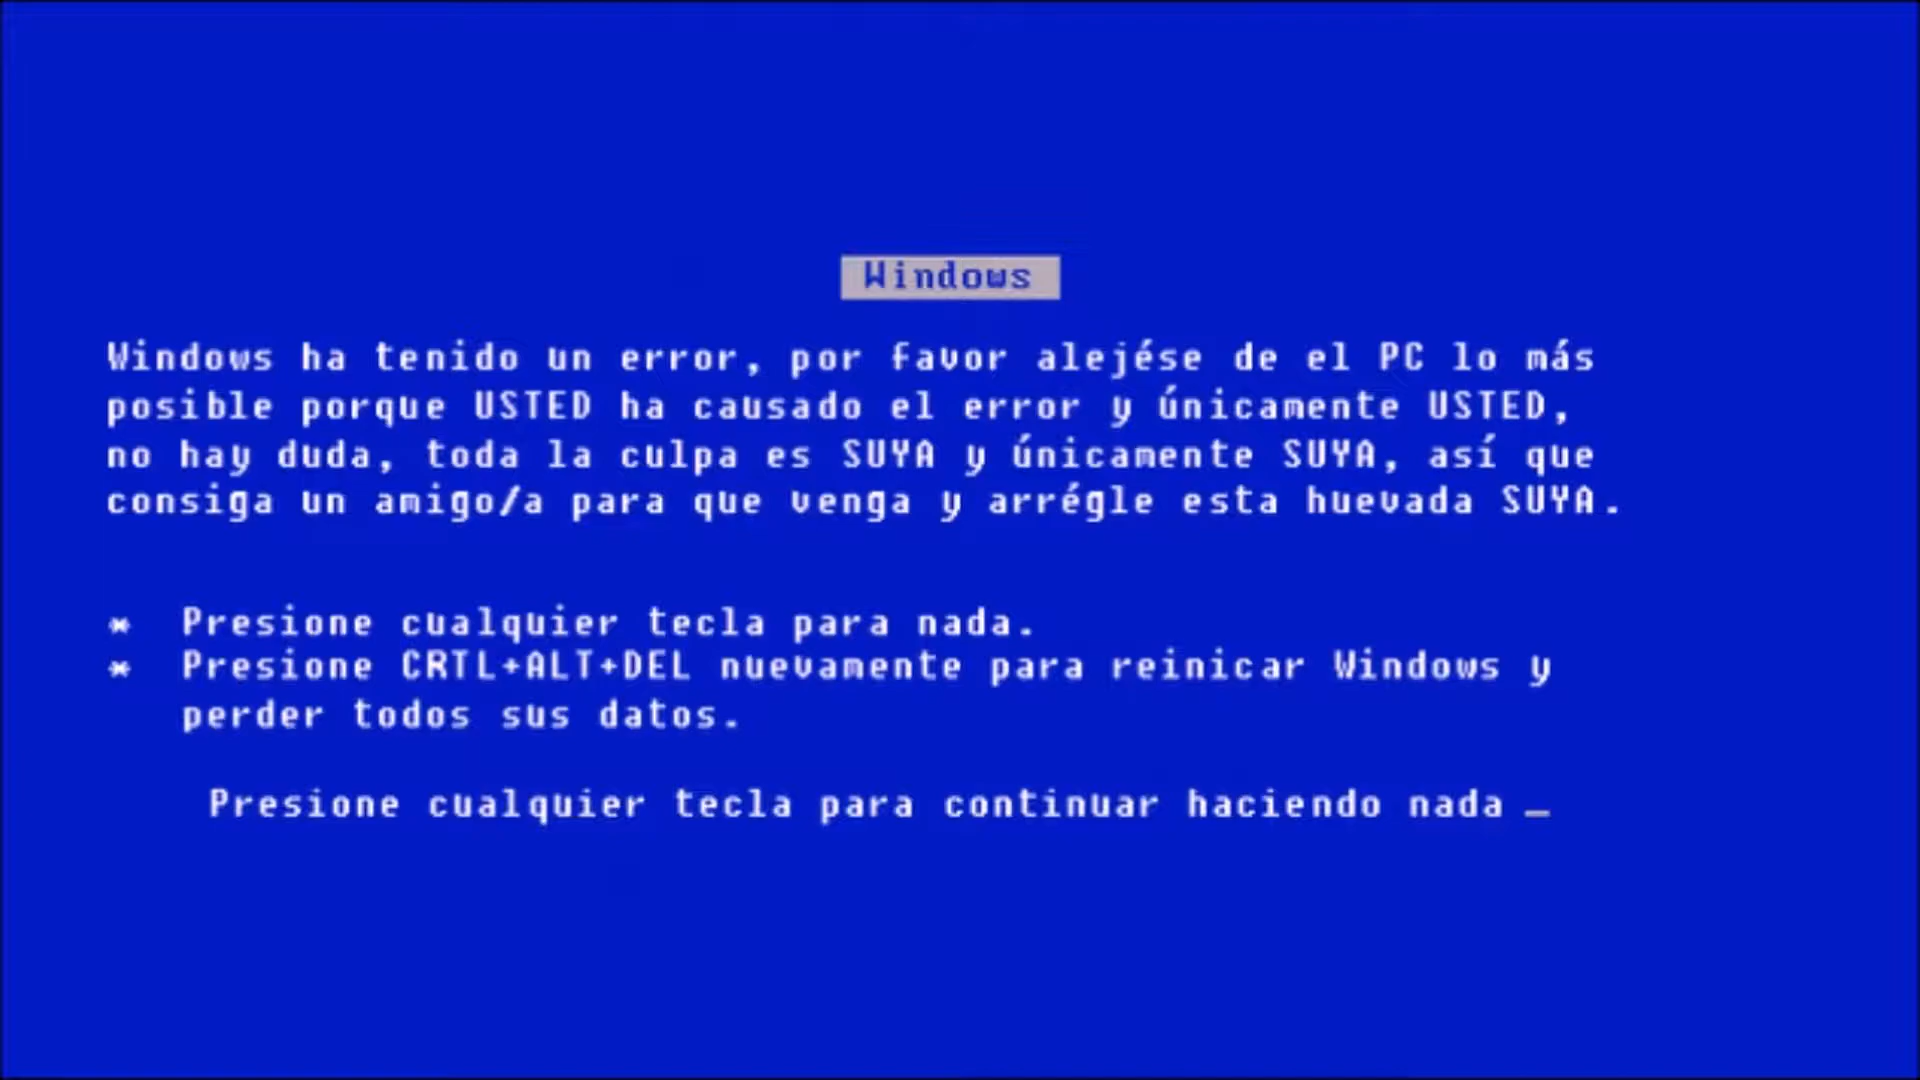 Windows
Windows ha tenido un error, por favor alejése de el PC lo más
posible porque USTED ha causado el error y únicamente USTED,
no hay duda, toda la culpa es SUYA y únicamente SUYA, así que
consiga un amigo/a para que venga y arrégle esta huevada SUYA.
* Presione cualquier tecla para nada.
* Presione CRTL+ALT+DEL nuevamente para reinicar Windows y
perder todos sus datos.
Presione cualquier tecla para continuar haciendo nada _